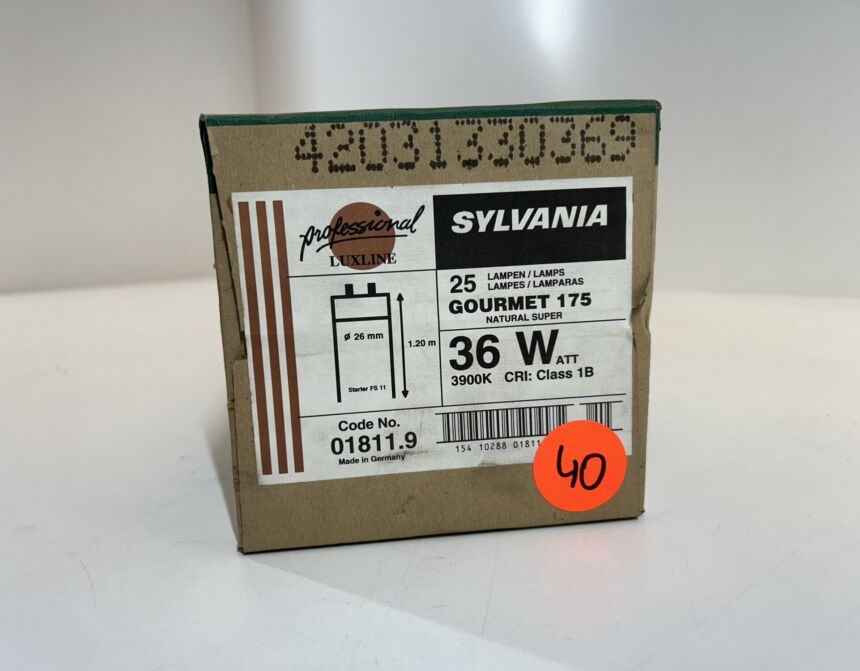 42031330369
professional
LUXLINE
SYLVANIA
25 LAMPEN / LAMPS
LAMPES / LAMPARAS
GOURMET 175
NATURAL SUPER
ø 26 mm
1.20 m
Starter FS 11
36 WATT
3900K CRI: Class 1B
Code No.
01811.9
Made in Germany
154 10288 01811
40